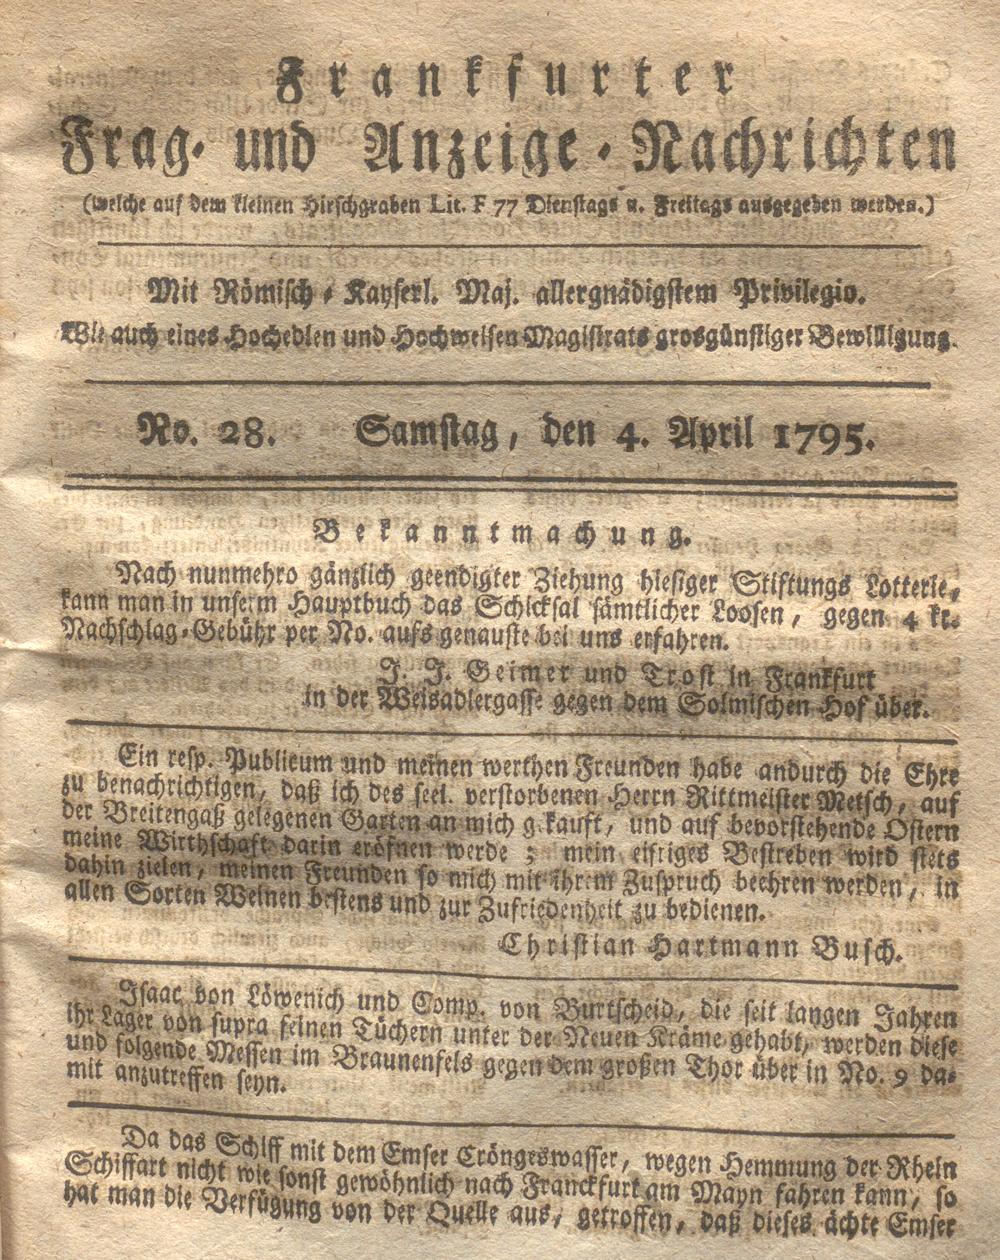 Frankfurter
Frag- und Anzeige-Nachrichten
(welche auf dem kleinen Hirschgraben Lit. F 77 Dienstags u. Freitags ausgegeben werden.)
Mit Römisch-Kayserl. Maj. allergnädigstem Privilegio.
Wie auch eines Hochedlen und Hochweisen Magistrats grosgünstiger Bewilligung.
No. 28. Samstag, den 4. April 1795.
Bekanntmachung.
Nach nunmehro gänzlich geendigter Ziehung hiesiger Stiftungs Lotterie,
kann man in unserm Hauptbuch das Schicksal sämtlicher Loosen, gegen 4 kr.
Nachschlag-Gebühr per No. aufs genauste bei uns erfahren.
J. J. Geimer und Trost in Frankfurt
in der Weisadlergasse gegen dem Solmischen Hof über.
Ein resp. Publicum und meinen werthen Freunden habe andurch die Ehre
zu benachrichtigen, daß ich des seel. verstorbenen Herrn Rittmeister Metsch, auf
der Breitengaß gelegenen Garten an mich gekauft, und auf bevorstehende Ostern
meine Wirthschaft darin eröfnen werde; mein eifriges Bestreben wird stets
dahin zielen, meinen Freunden so mich mit ihrem Zuspruch beehren werden, in
allen Sorten Weinen bestens und zur Zufriedenheit zu bedienen.
Christian Hartmann Busch.
Isaac von Löwenich und Comp. von Burtscheid, die seit langen Jahren
ihr Lager von supra feinen Tüchern unter der Neuen Kräme gehabt, werden diese
und folgende Messen im Braunenfels gegen dem großen Thor über in No. 9 da-
mit anzutreffen seyn.
Da das Schiff mit dem Emser Cröngeswasser, wegen Hemmung der Rhein
Schiffart nicht wie sonst gewöhnlich nach Franckfurt am Mayn fahren kann, so
hat man die Verfügung von der Quelle aus, getroffen, daß dieses ächte Emser